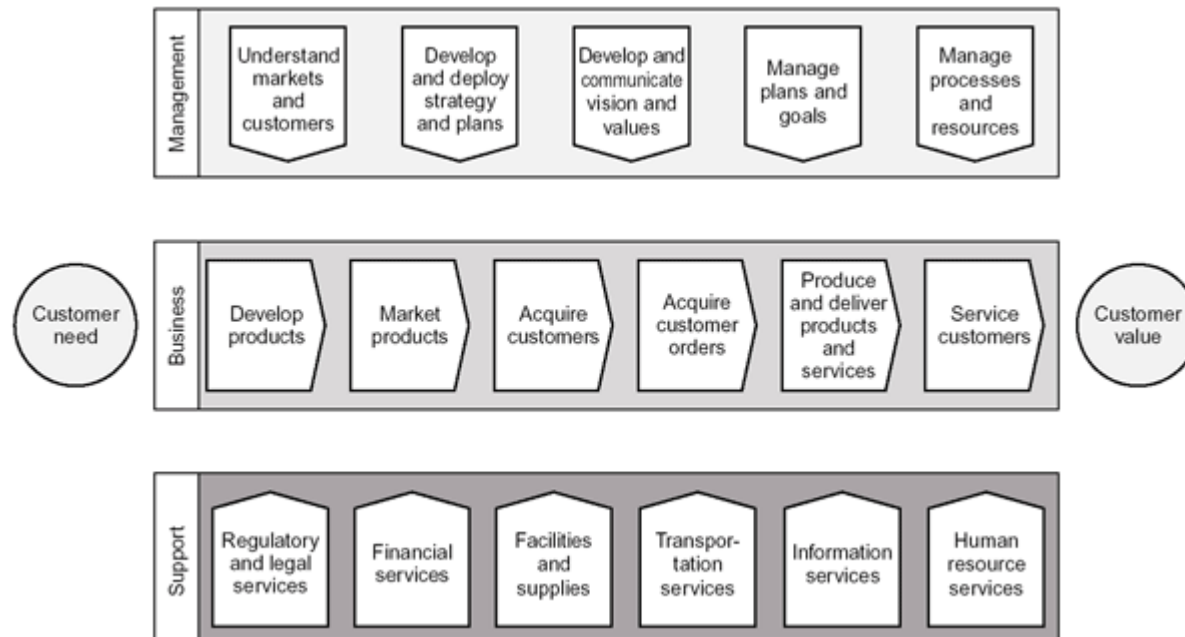 Management
Understand
markets
and
customers
Develop
and deploy
strategy
and plans
Develop and
communicate
vision and
values
Manage
plans and
goals
Manage
processes
and
resources
Customer
need
Business
Develop
products
Market
products
Acquire
customers
Acquire
customer
orders
Produce
and deliver
products
and
services
Service
customers
Customer
value
Support
Regulatory
and legal
services
Financial
services
Facilities
and
supplies
Transpor-
tation
services
Information
services
Human
resource
services